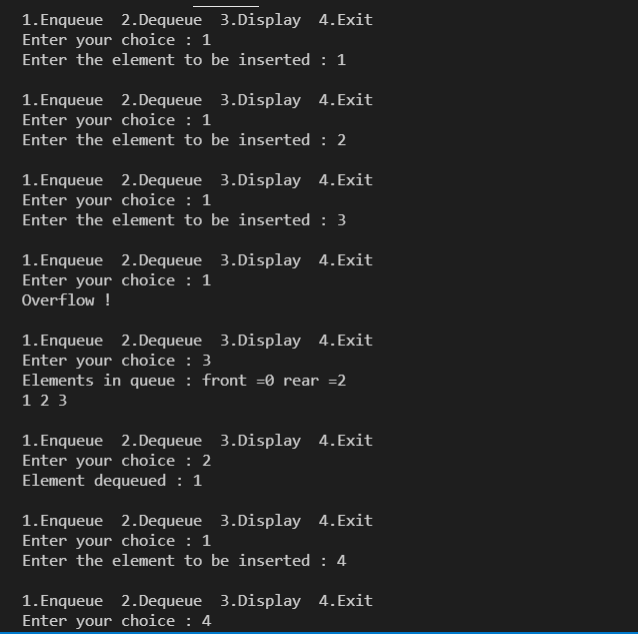 1.Enqueue  2.Dequeue  3.Display  4.Exit
Enter your choice : 1
Enter the element to be inserted : 1
1.Enqueue  2.Dequeue  3.Display  4.Exit
Enter your choice : 1
Enter the element to be inserted : 2
1.Enqueue  2.Dequeue  3.Display  4.Exit
Enter your choice : 1
Enter the element to be inserted : 3
1.Enqueue  2.Dequeue  3.Display  4.Exit
Enter your choice : 1
Overflow !
1.Enqueue  2.Dequeue  3.Display  4.Exit
Enter your choice : 3
Elements in queue : front =0 rear =2
1 2 3
1.Enqueue  2.Dequeue  3.Display  4.Exit
Enter your choice : 2
Element dequeued : 1
1.Enqueue  2.Dequeue  3.Display  4.Exit
Enter your choice : 1
Enter the element to be inserted : 4
1.Enqueue  2.Dequeue  3.Display  4.Exit
Enter your choice : 4